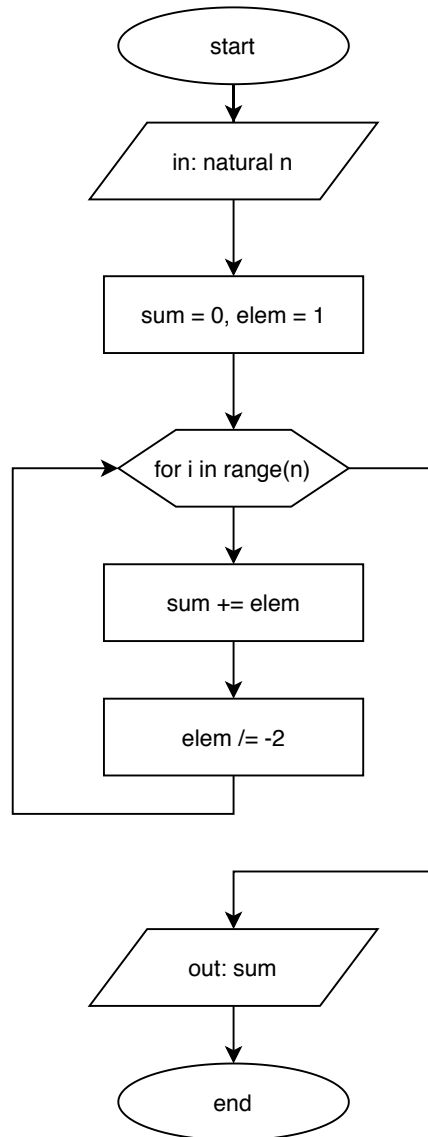 start
in: natural n
sum = 0, elem = 1
for i in range(n)
sum += elem
elem /= -2
out: sum
end